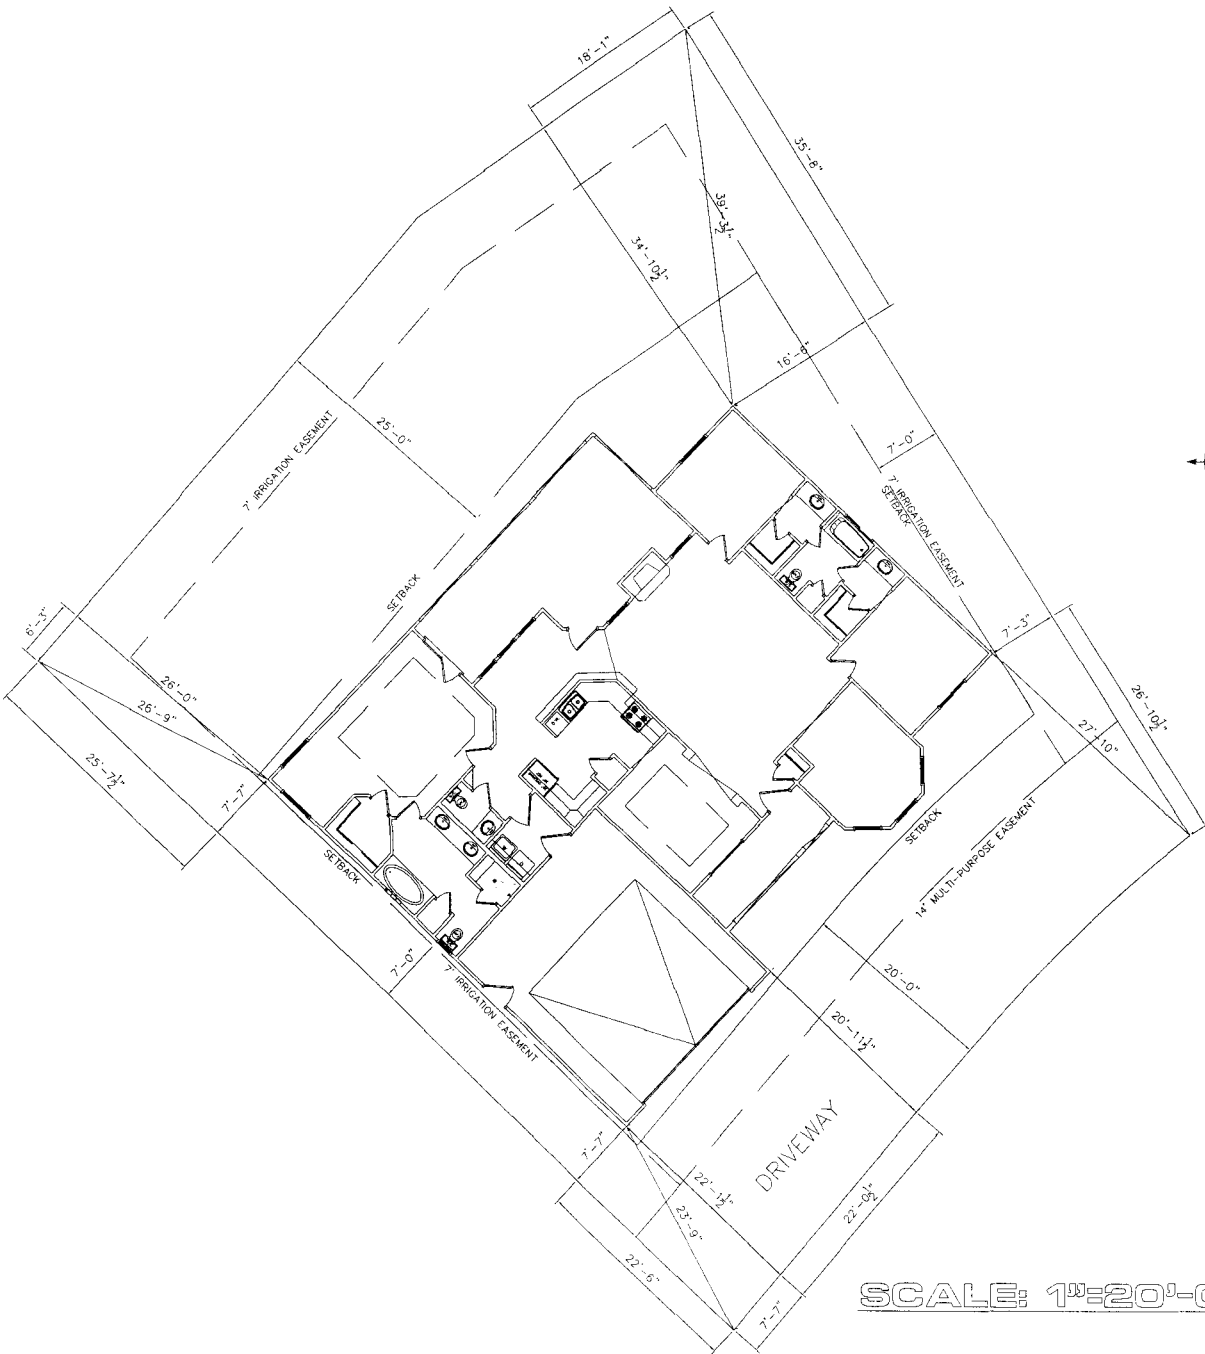 18'-1"
35'-8"
39'-3½"
34'-10½"
16'-6"
25'-0"
7' IRRIGATION EASEMENT
7'-0"
7' IRRIGATION EASEMENT
SETBACK
SETBACK
6'-3"
26'-0"
26'-9"
25'-7½"
7'-7"
7'-3"
26'-10½"
27'-10"
SETBACK
SETBACK
14' MULTI-PURPOSE EASEMENT
7'-0"
7' IRRIGATION EASEMENT
20'-0"
20'-11½"
DRIVEWAY
7'-7"
22'-1½"
23'-9"
22'-0½"
22'-6"
7'-7"
SCALE: 1"=20'-0